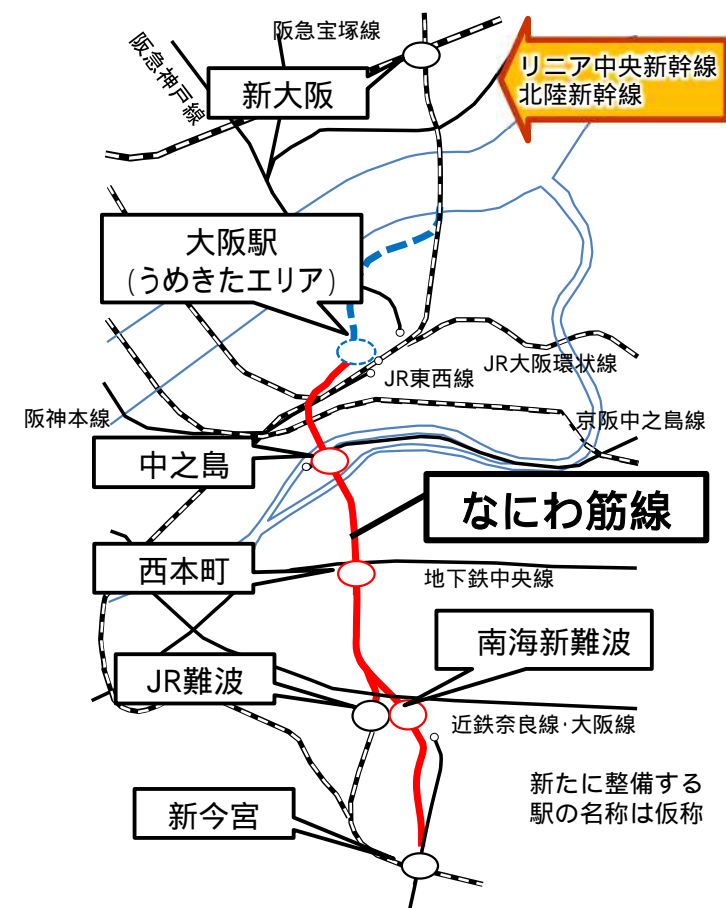 阪急宝塚線
阪急神戸線
リニア中央新幹線
北陸新幹線
新大阪
大阪駅
(うめきたエリア)
JR大阪環状線
JR東西線
阪神本線
京阪中之島線
中之島
なにわ筋線
西本町
地下鉄中央線
南海新難波
JR難波
近鉄奈良線・大阪線
新たに整備する
駅の名称は仮称
新今宮